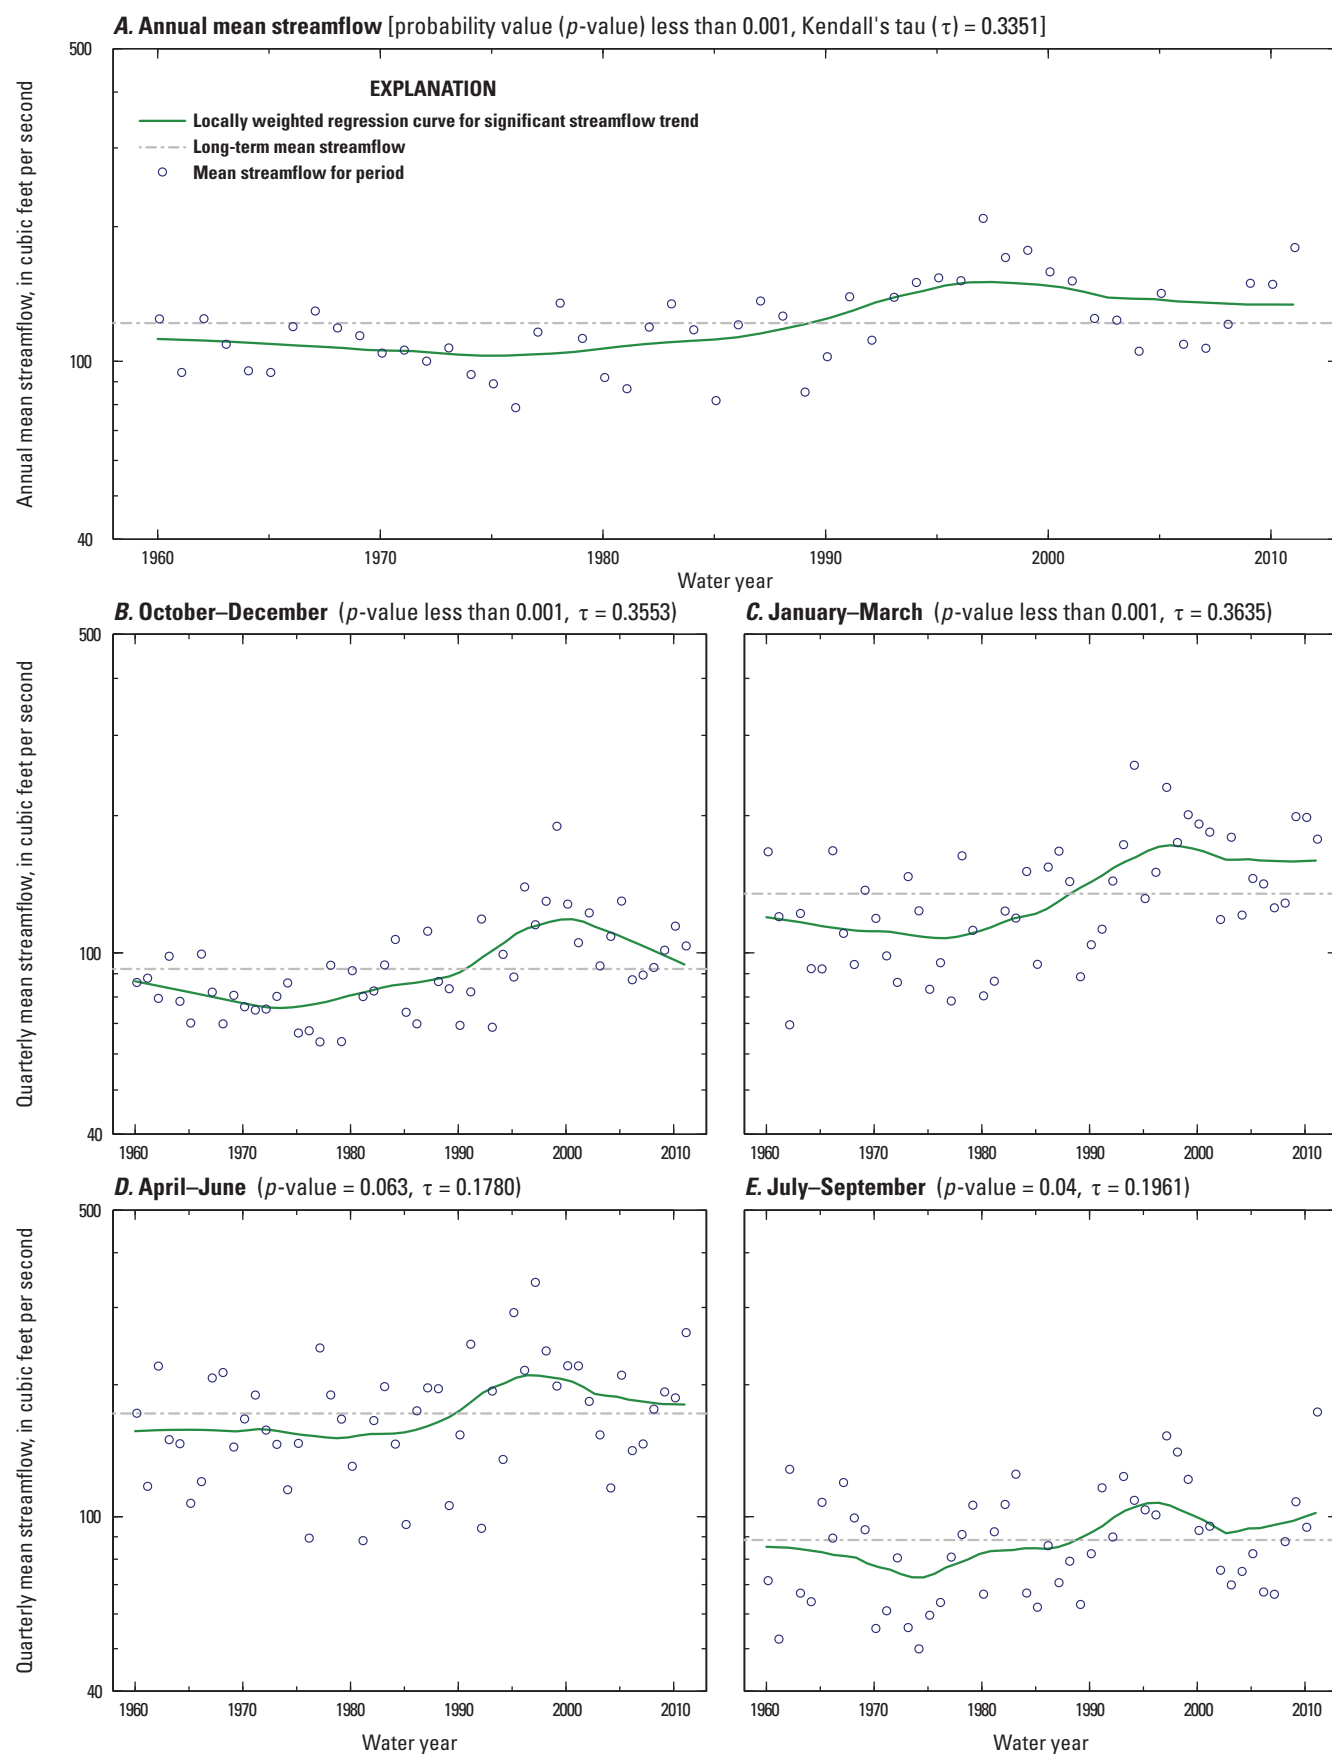 A. Annual mean streamflow [probability value (p-value) less than 0.001, Kendall's tau (τ) = 0.3351]
500
100
40
Annual mean streamflow, in cubic feet per second
EXPLANATION
Locally weighted regression curve for significant streamflow trend
Long-term mean streamflow
Mean streamflow for period
1960 1970 1980 1990 2000 2010
Water year
B. October–December (p-value less than 0.001, τ = 0.3553)
500
100
40
Quarterly mean streamflow, in cubic feet per second
1960 1970 1980 1990 2000 2010
C. January–March (p-value less than 0.001, τ = 0.3635)
1960 1970 1980 1990 2000 2010
D. April–June (p-value = 0.063, τ = 0.1780)
500
100
40
Quarterly mean streamflow, in cubic feet per second
1960 1970 1980 1990 2000 2010
Water year
E. July–September (p-value = 0.04, τ = 0.1961)
1960 1970 1980 1990 2000 2010
Water year